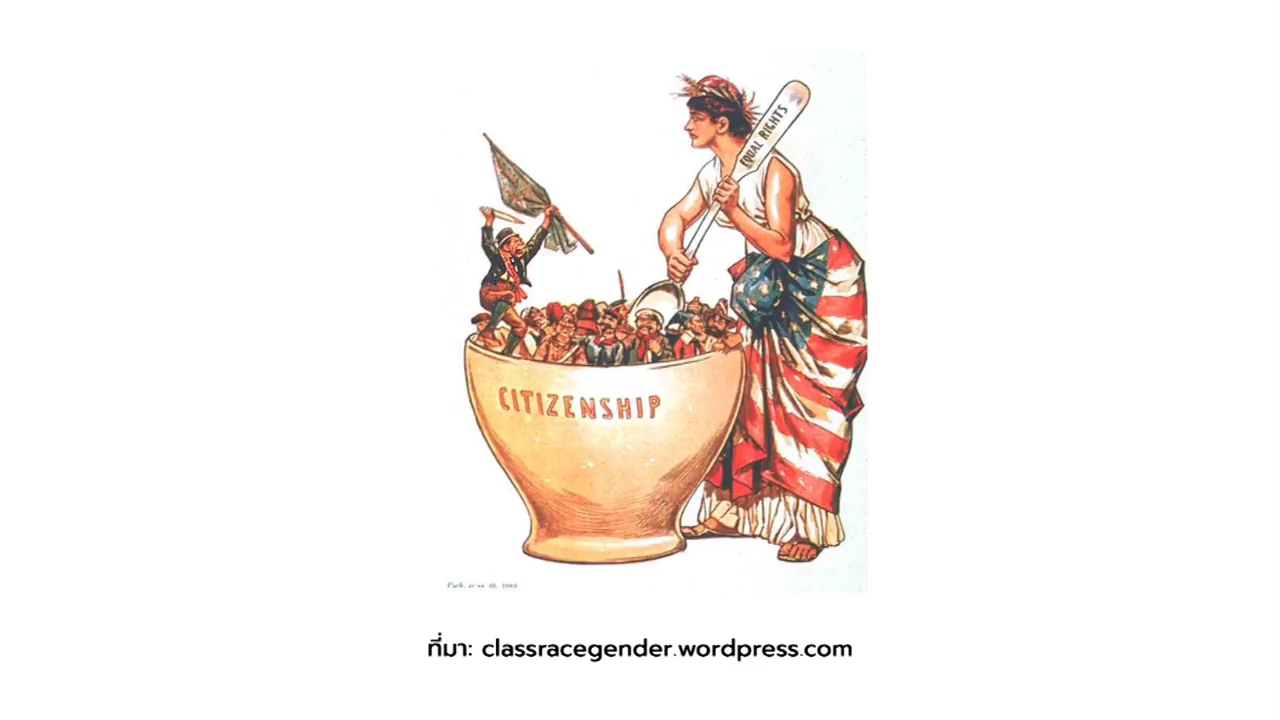 EQUAL RIGHTS
CITIZENSHIP
ที่มา: classracegender.wordpress.com